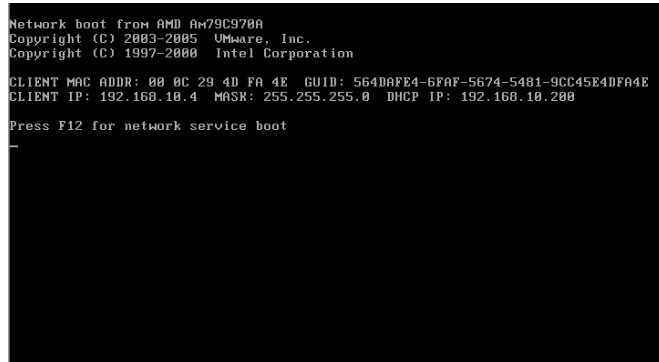 Network boot from AMD Am79C970A
Copyright (C) 2003-2005  VMware, Inc.
Copyright (C) 1997-2000  Intel Corporation
CLIENT MAC ADDR: 00 0C 29 4D FA 4E  GUID: 564DAFE4-6FAF-5674-5481-9CC45E4DFA4E
CLIENT IP: 192.168.10.4  MASK: 255.255.255.0  DHCP IP: 192.168.10.200
Press F12 for network service boot